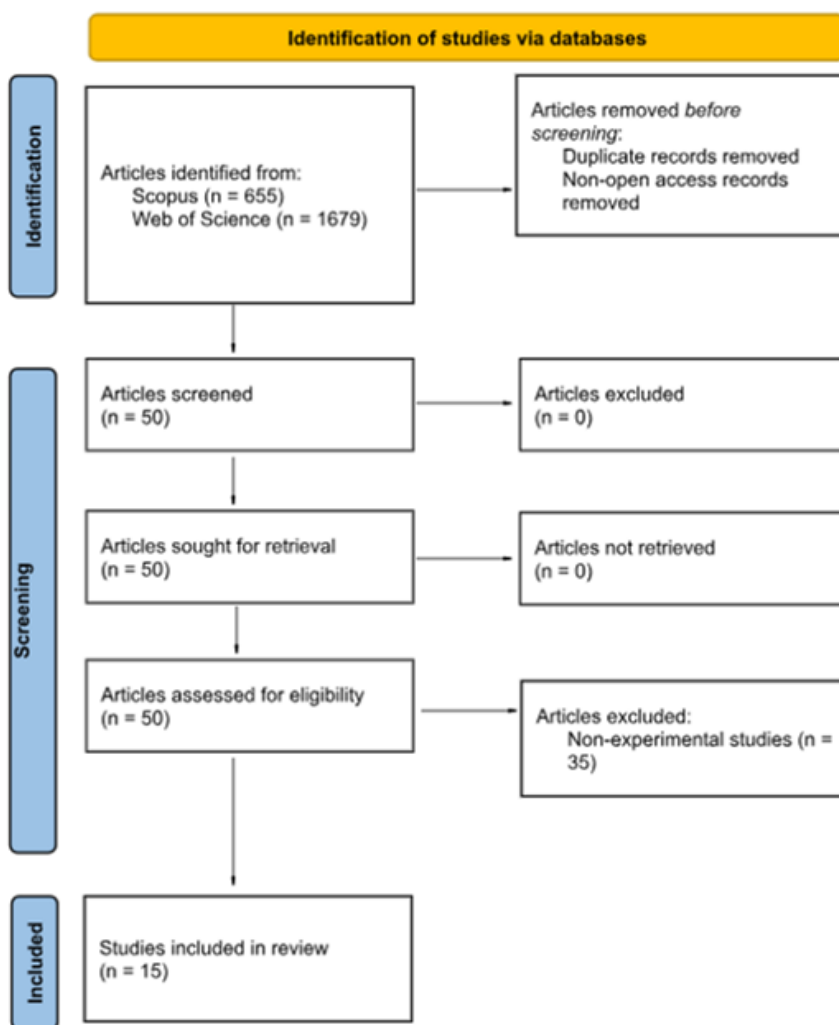 Identification of studies via databases
Identification
Articles identified from:
Scopus (n = 655)
Web of Science (n = 1679)
Articles removed before
screening:
Duplicate records removed
Non-open access records
removed
Screening
Articles screened
(n = 50)
Articles excluded
(n = 0)
Articles sought for retrieval
(n = 50)
Articles not retrieved
(n = 0)
Articles assessed for eligibility
(n = 50)
Articles excluded:
Non-experimental studies (n =
35)
Included
Studies included in review
(n = 15)